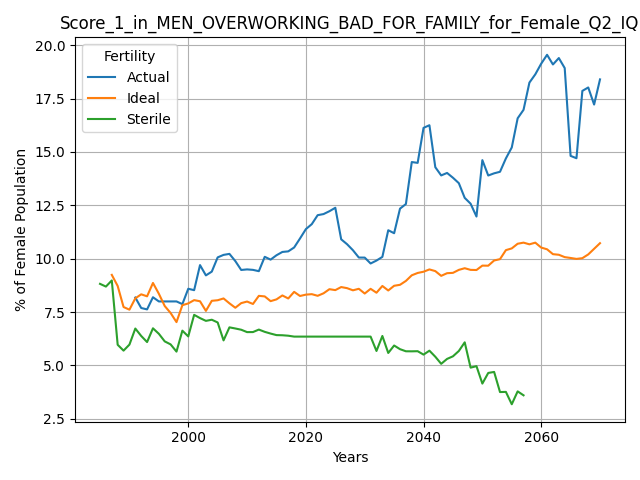 Score_1_in_MEN_OVERWORKING_BAD_FOR_FAMILY_for_Female_Q2_IQ
Fertility
Actual
Ideal
Sterile
% of Female Population
20.0
17.5
15.0
12.5
10.0
7.5
5.0
2.5
2000
2020
2040
2060
Years